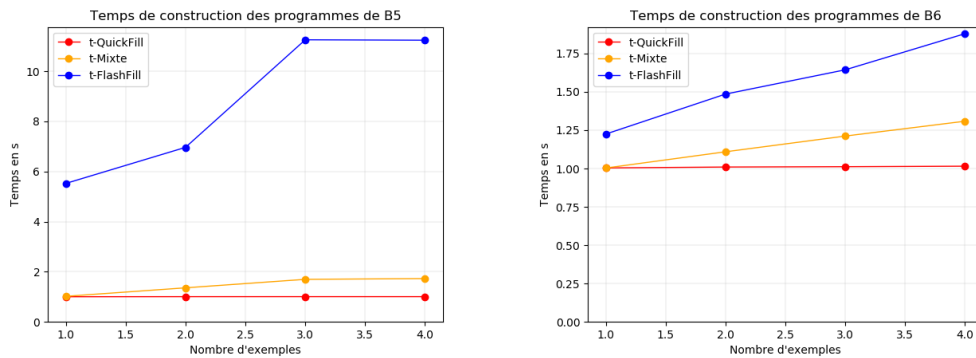 Temps de construction des programmes de B5
t-QuickFill
t-Mixte
t-FlashFill
Temps en s
10
8
6
4
2
0
1.0 1.5 2.0 2.5 3.0 3.5 4.0
Nombre d'exemples
Temps de construction des programmes de B6
t-QuickFill
t-Mixte
t-FlashFill
Temps en s
1.75
1.50
1.25
1.00
0.75
0.50
0.25
0.00
1.0 1.5 2.0 2.5 3.0 3.5 4.0
Nombre d'exemples